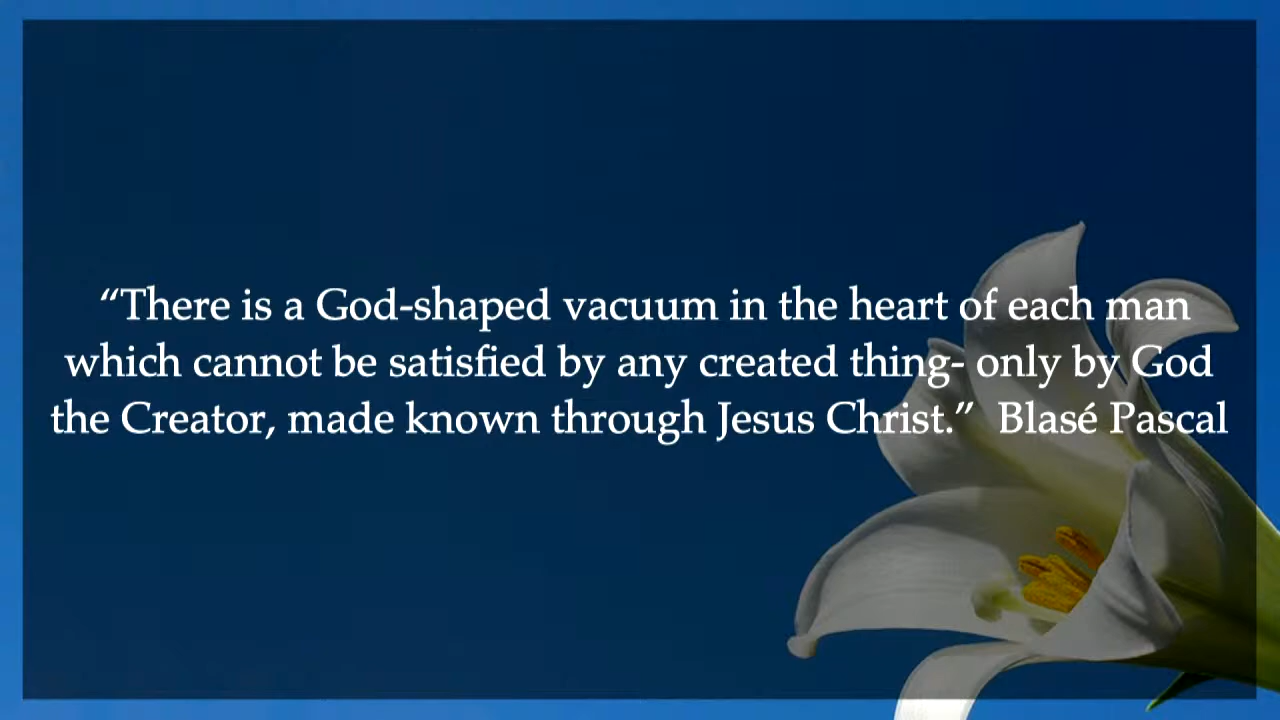 “There is a God-shaped vacuum in the heart of each man
which cannot be satisfied by any created thing- only by God
the Creator, made known through Jesus Christ.”  Blasé Pascal